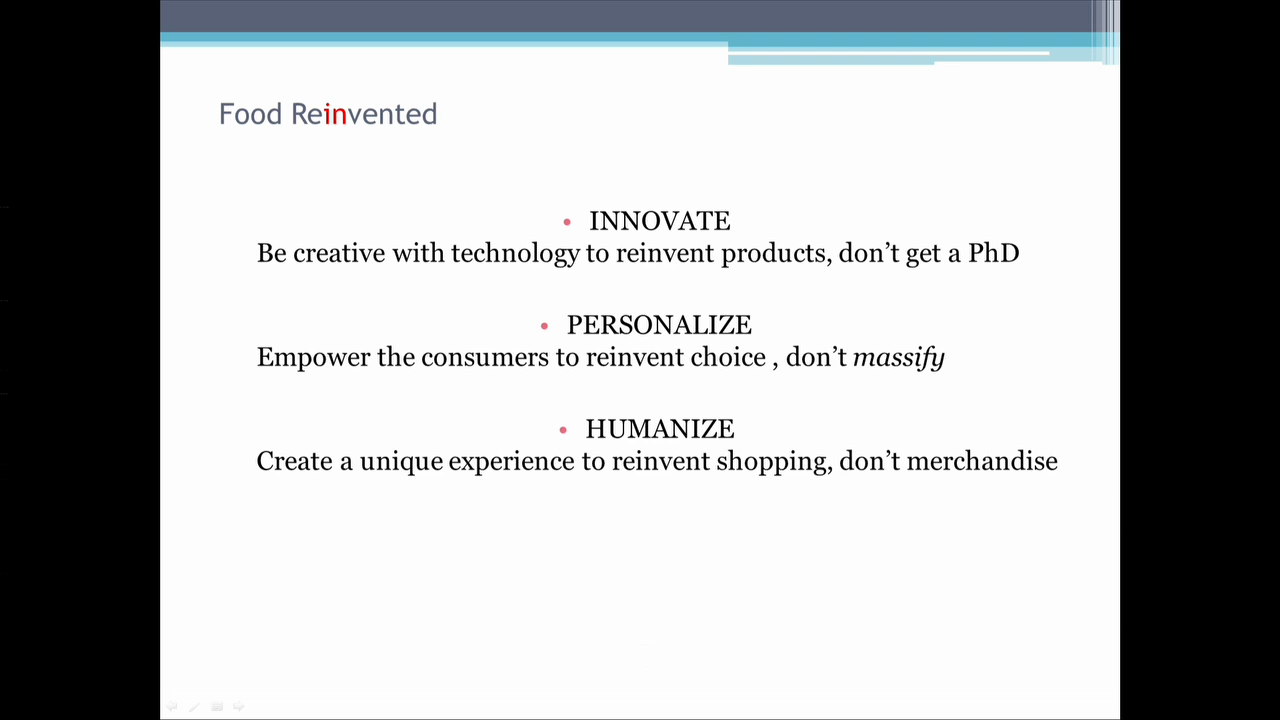 Food Reinvented
• INNOVATE
Be creative with technology to reinvent products, don’t get a PhD
• PERSONALIZE
Empower the consumers to reinvent choice , don’t massify
• HUMANIZE
Create a unique experience to reinvent shopping, don’t merchandise